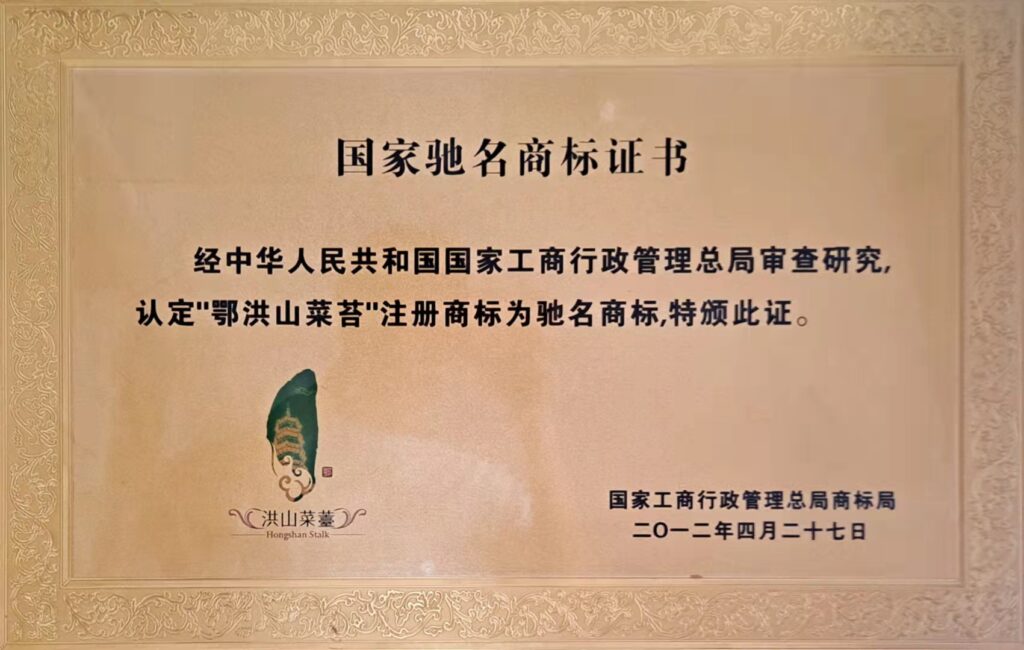 国家驰名商标证书
经中华人民共和国国家工商行政管理总局审查研究,
认定"鄂洪山菜苔"注册商标为驰名商标,特颁此证。
洪山菜薹
Hongshan Stalk
国家工商行政管理总局商标局
二〇一二年四月二十七日